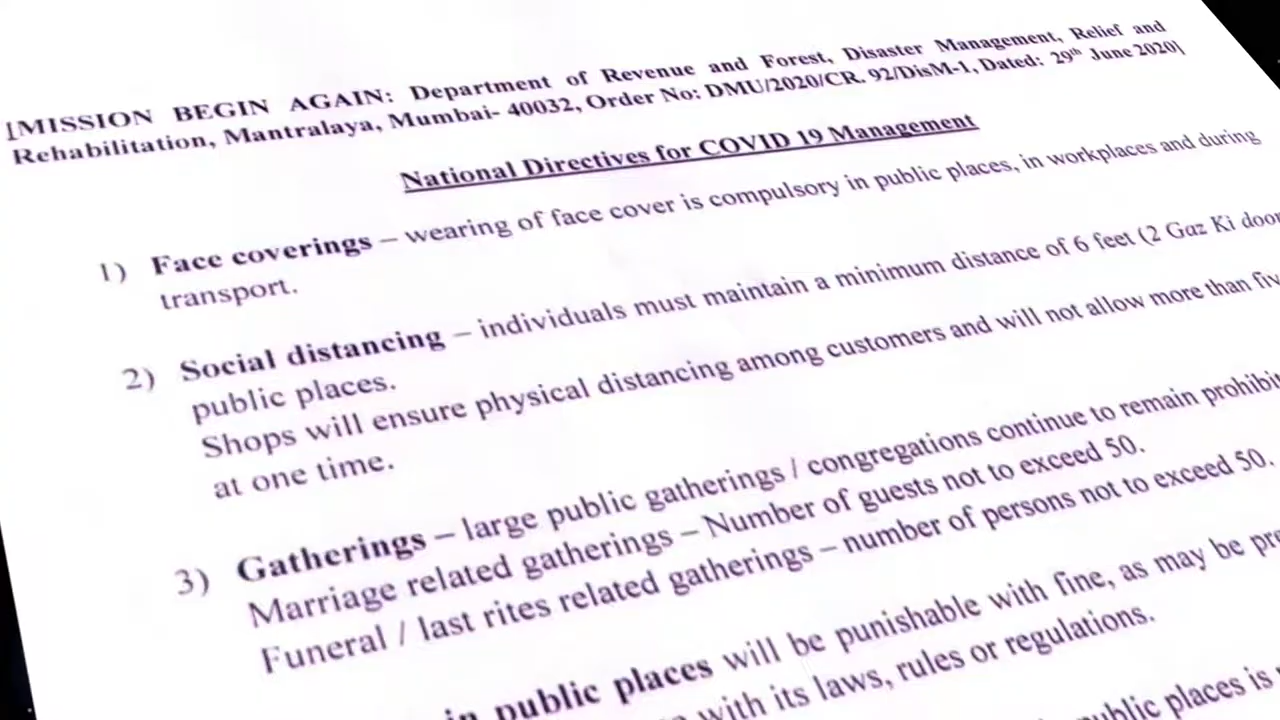 [MISSION BEGIN AGAIN: Department of Revenue and Forest, Disaster Management, Relief and
Rehabilitation, Mantralaya, Mumbai- 40032, Order No: DMU/2020/CR. 92/DisM-1, Dated: 29th June 2020]
National Directives for COVID 19 Management
1) Face coverings – wearing of face cover is compulsory in public places, in workplaces and during
transport.
2) Social distancing – individuals must maintain a minimum distance of 6 feet (2 Gaz Ki
public places.
Shops will ensure physical distancing among customers and will not allow more than
at one time.
3) Gatherings – large public gatherings / congregations continue to remain
Marriage related gatherings – Number of guests not to exceed 50.
Funeral / last rites related gatherings – number of persons not to exceed 50.
in public places will be punishable with fine, as may be
with its laws, rules or regulations.
public places is